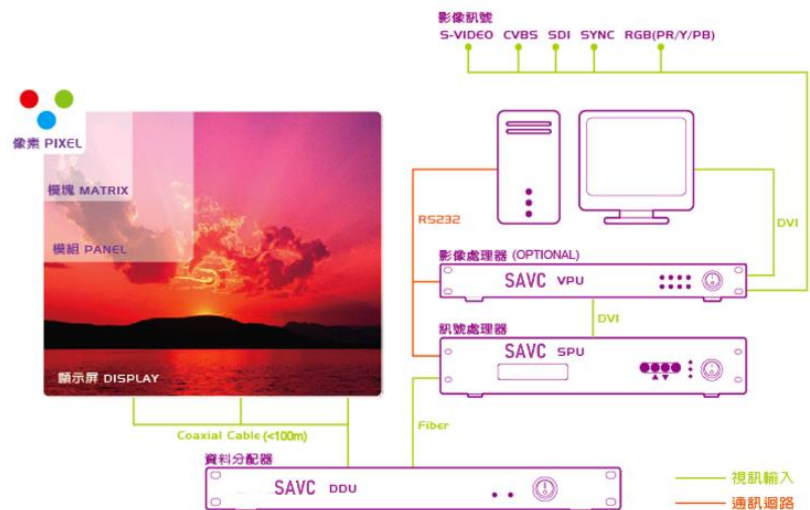 影像訊號
S-VIDEO CVBS SDI SYNC RGB(PR/Y/PB)
像素 PIXEL
模塊 MATRIX
模組 PANEL
顯示屏 DISPLAY
RS232
DVI
影像處理器 (OPTIONAL)
SAVC VPU
DVI
訊號處理器
SAVC SPU
Coaxial Cable (<100m)
Fiber
資料分配器
SAVC DDU
視訊輸入
通訊迴路